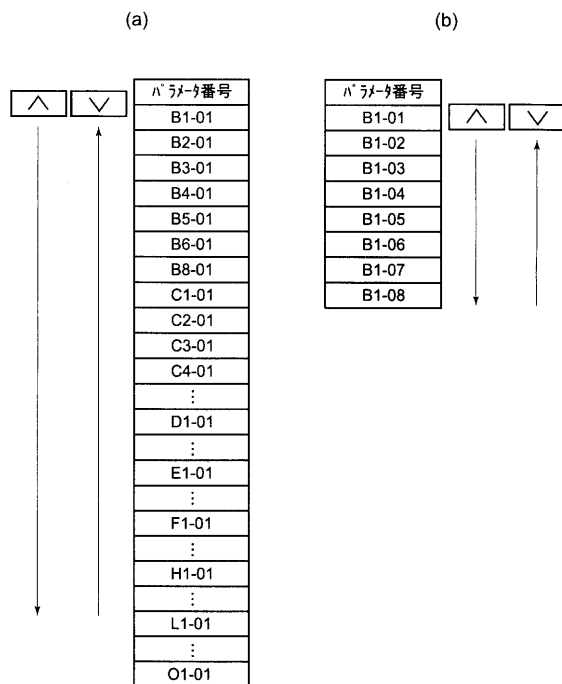 (a)
パラメータ番号
B1-01
B2-01
B3-01
B4-01
B5-01
B6-01
B8-01
C1-01
C2-01
C3-01
C4-01
⋮
D1-01
⋮
E1-01
⋮
F1-01
⋮
H1-01
⋮
L1-01
⋮
O1-01
(b)
パラメータ番号
B1-01
B1-02
B1-03
B1-04
B1-05
B1-06
B1-07
B1-08